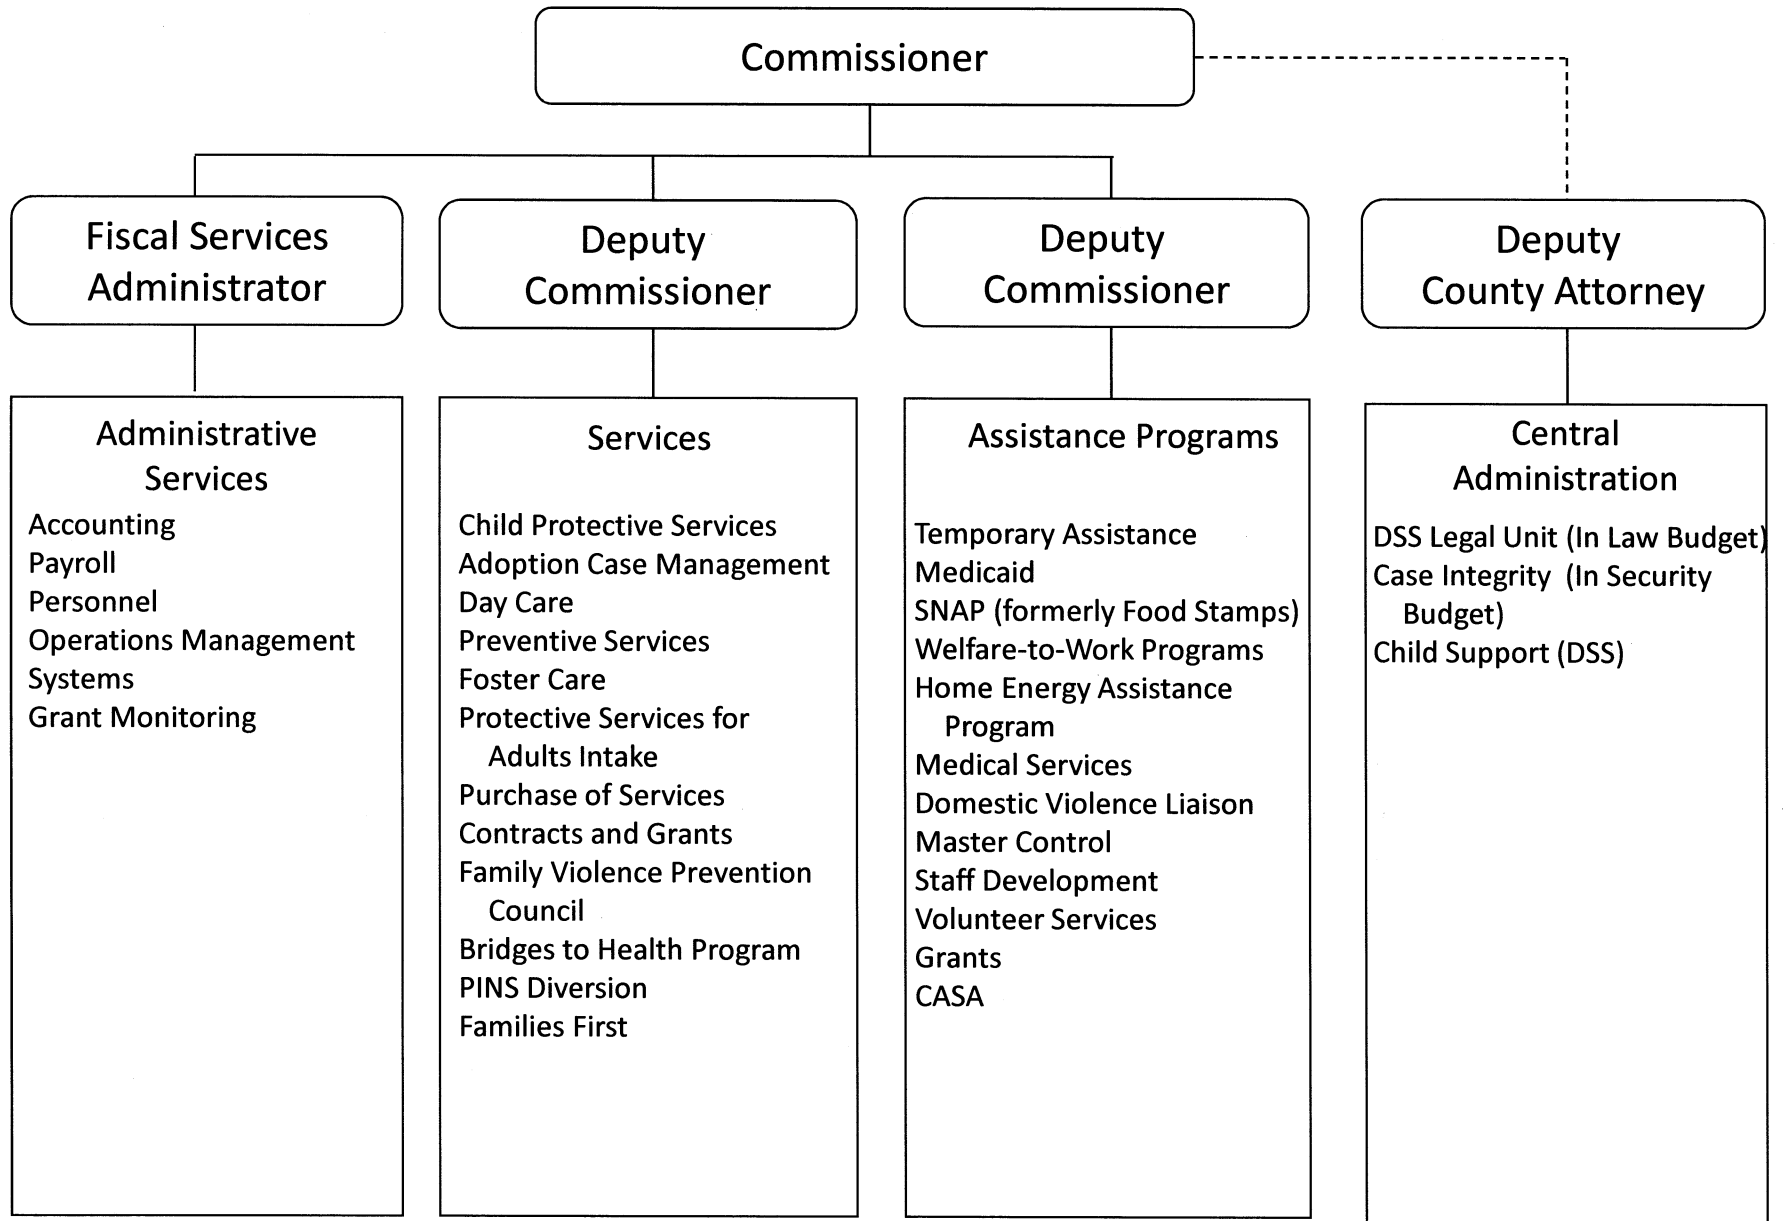 Commissioner
Fiscal Services
Administrator
Deputy
Commissioner
Deputy
Commissioner
Deputy
County Attorney
Administrative
Services
Accounting
Payroll
Personnel
Operations Management
Systems
Grant Monitoring
Services
Child Protective Services
Adoption Case Management
Day Care
Preventive Services
Foster Care
Protective Services for
Adults Intake
Purchase of Services
Contracts and Grants
Family Violence Prevention
Council
Bridges to Health Program
PINS Diversion
Families First
Assistance Programs
Temporary Assistance
Medicaid
SNAP (formerly Food Stamps)
Welfare-to-Work Programs
Home Energy Assistance
Program
Medical Services
Domestic Violence Liaison
Master Control
Staff Development
Volunteer Services
Grants
CASA
Central
Administration
DSS Legal Unit (In Law Budget)
Case Integrity (In Security
Budget)
Child Support (DSS)